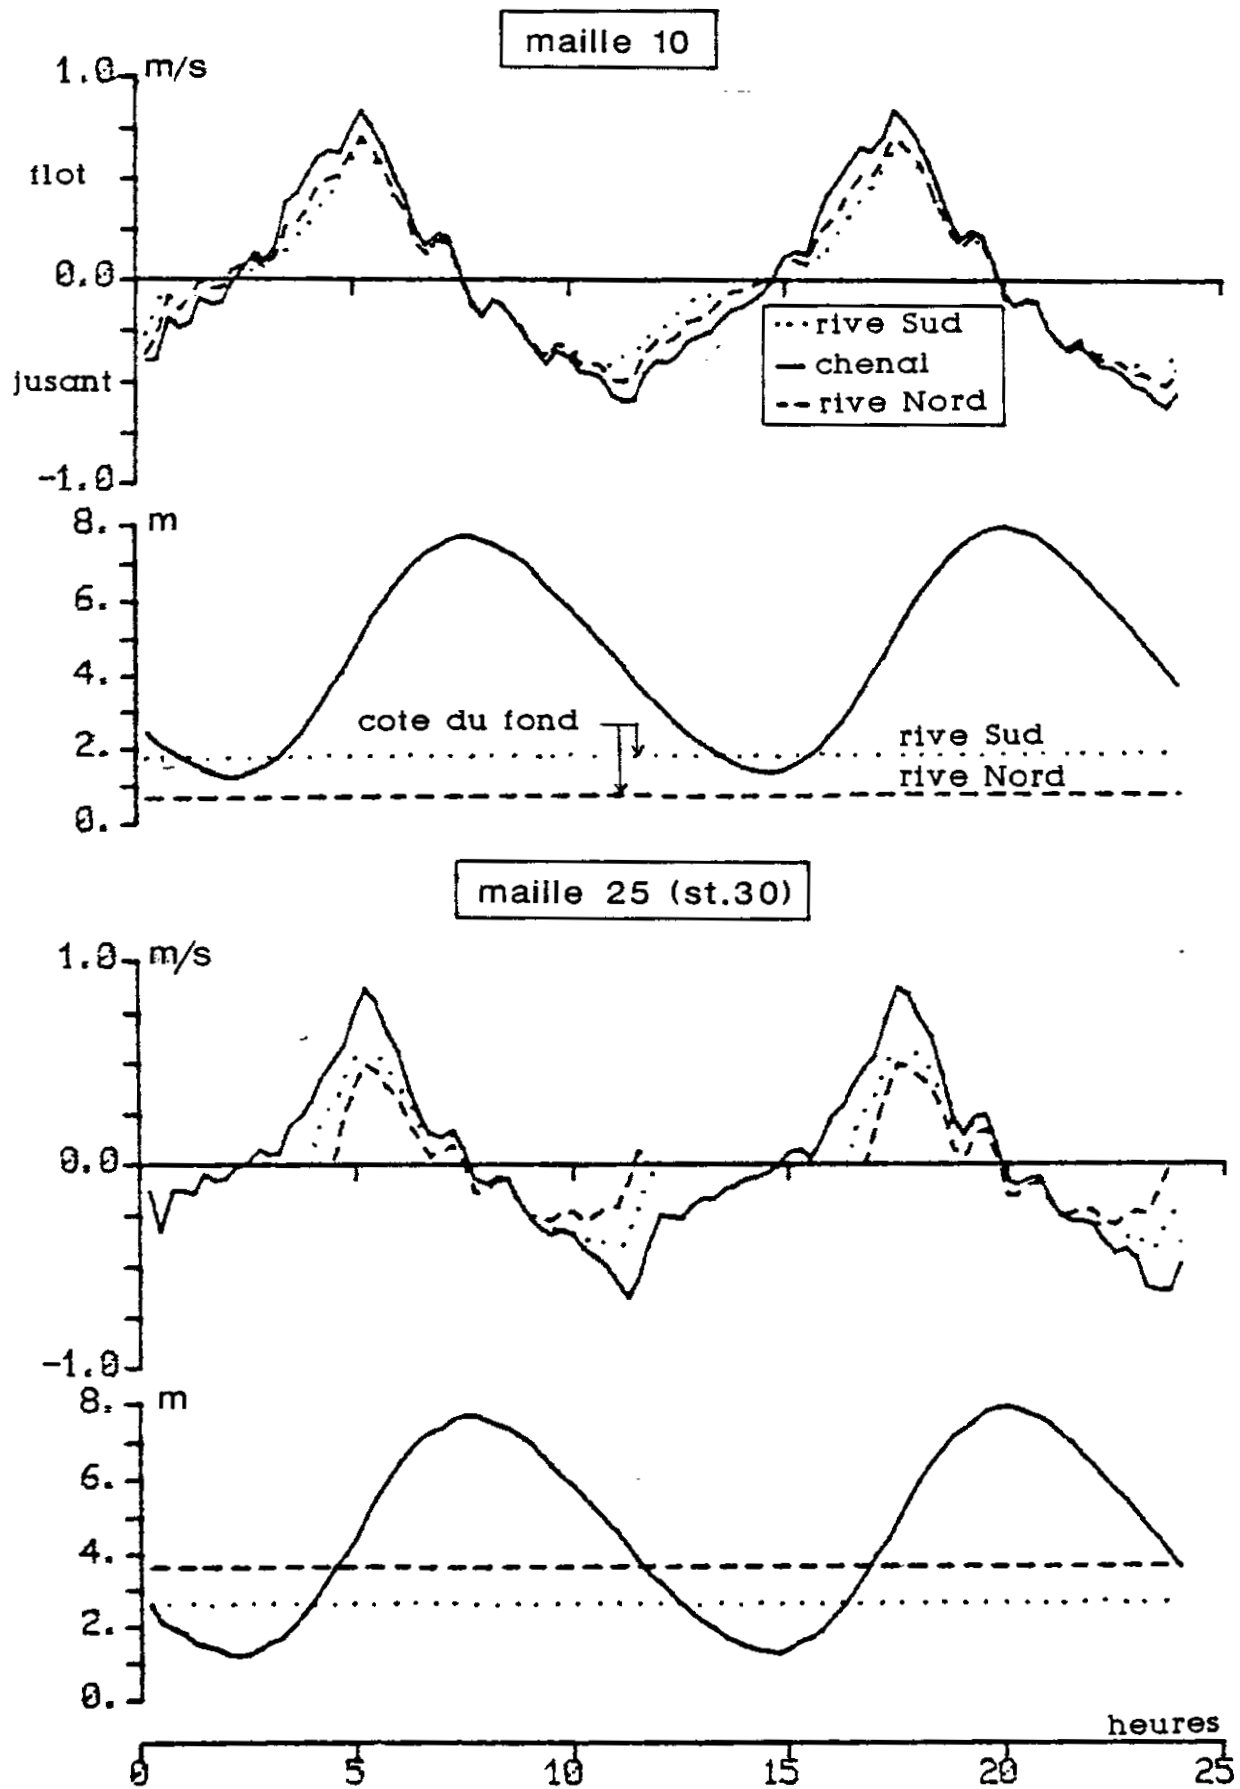 maille 10
1.0 m/s
flot
0.0
rive Sud
chenal
jusant
rive Nord
-1.0
8. m
6.
4.
cote du fond
2.
rive Sud
rive Nord
0.
maille 25 (st.30)
1.0 m/s
0.0
-1.0
8. m
6.
4.
2.
0.
heures
0 5 10 15 20 25